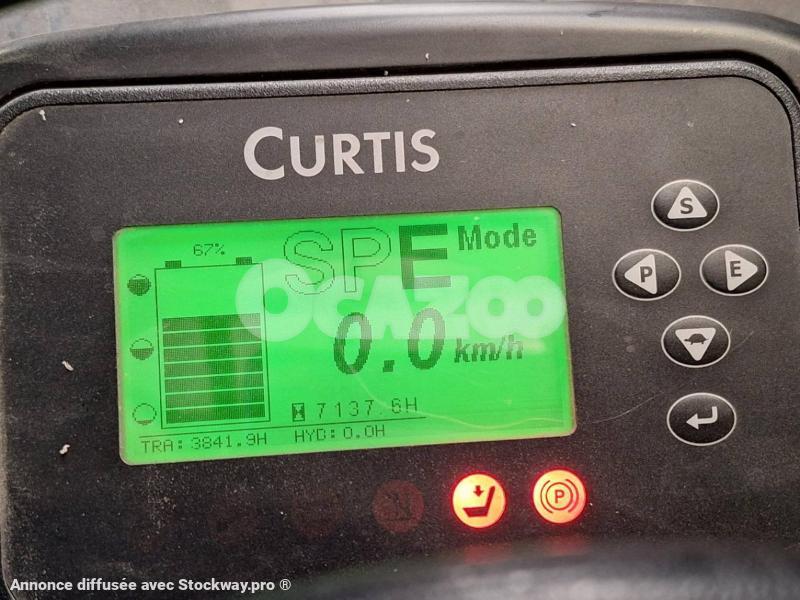 CURTIS
67%
SPE Mode
OCAZOO
0.0 km/h
7137.6H
TRA: 3841.9H HYD: 0.0H
S
P
E
P
Annonce diffusée avec Stockway.pro ®